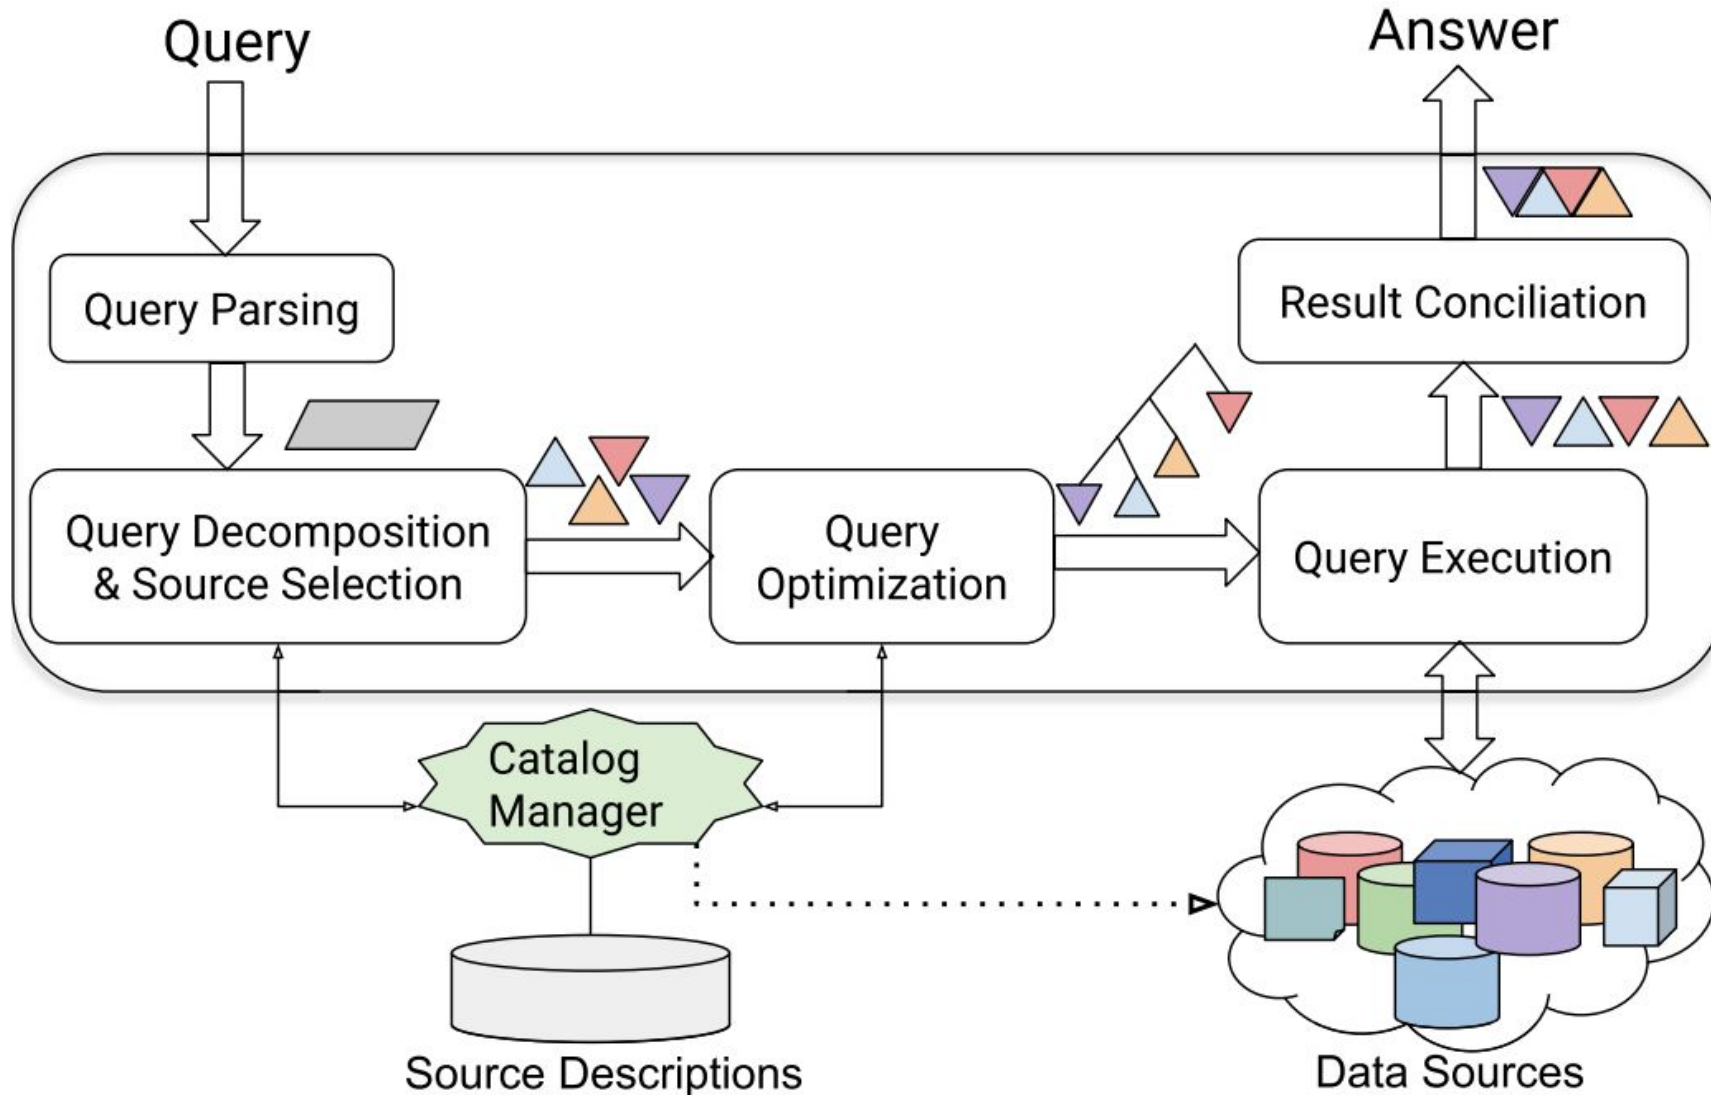 Query
Answer
Query Parsing
Result Conciliation
Query Decomposition
& Source Selection
Query
Optimization
Query Execution
Catalog
Manager
Source Descriptions
Data Sources